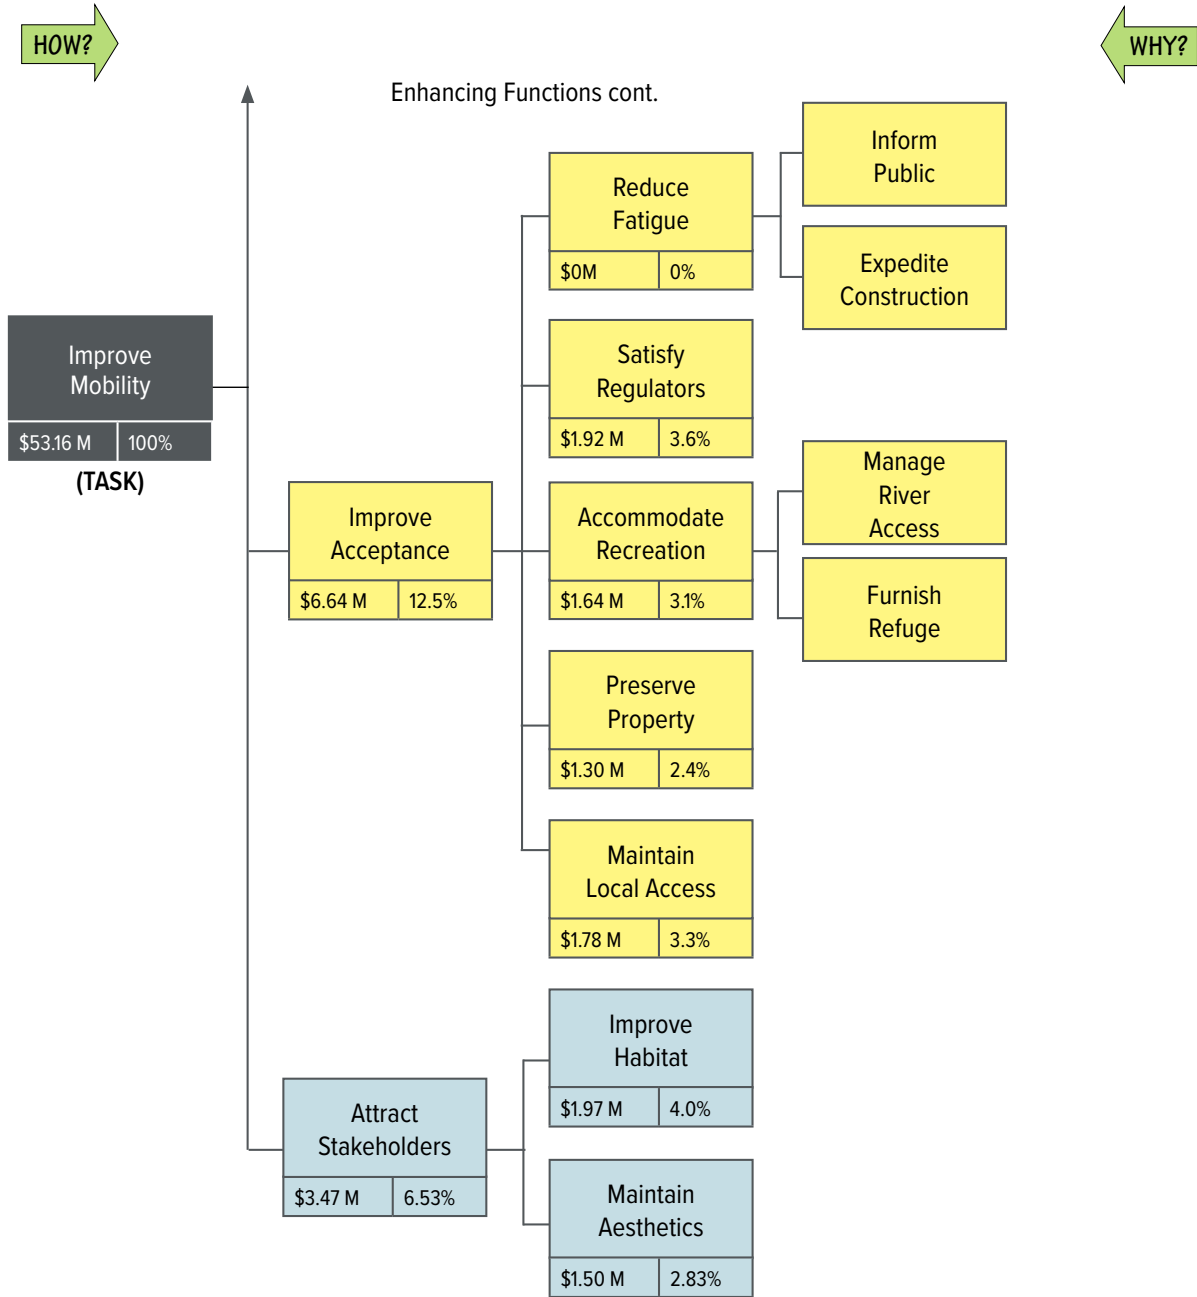 HOW?
WHY?
Enhancing Functions cont.
Improve
Mobility
$53.16 M 100%
(TASK)
Improve
Acceptance
$6.64 M 12.5%
Reduce
Fatigue
$0M 0%
Inform
Public
Expedite
Construction
Satisfy
Regulators
$1.92 M 3.6%
Accommodate
Recreation
$1.64 M 3.1%
Manage
River
Access
Furnish
Refuge
Preserve
Property
$1.30 M 2.4%
Maintain
Local Access
$1.78 M 3.3%
Attract
Stakeholders
$3.47 M 6.53%
Improve
Habitat
$1.97 M 4.0%
Maintain
Aesthetics
$1.50 M 2.83%